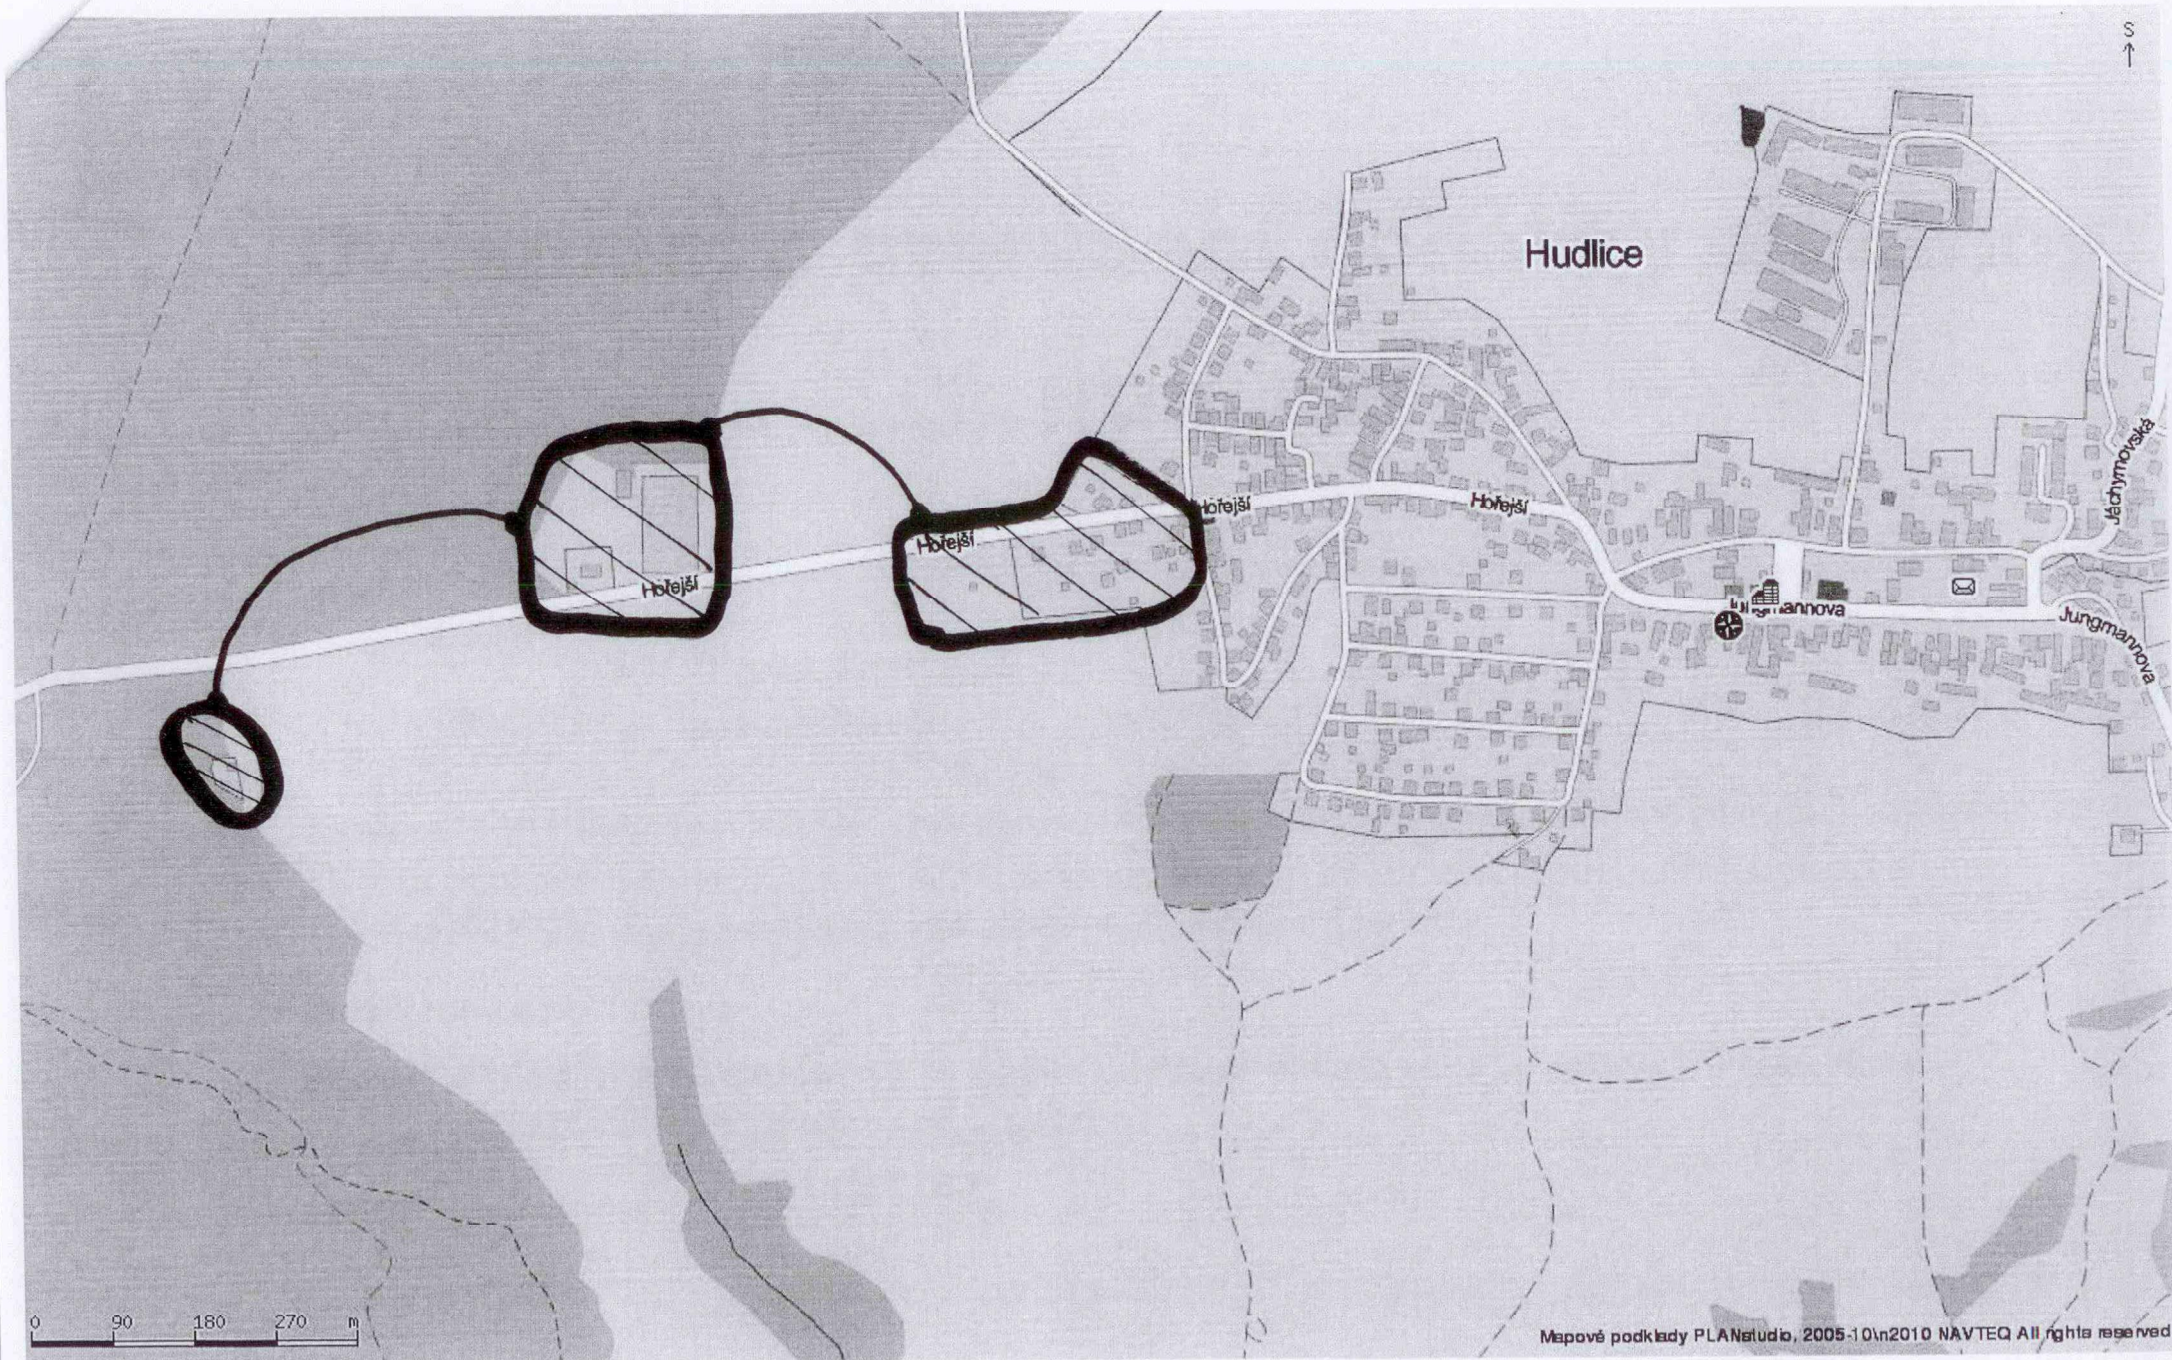 S
Hudlice
Jáchymovská
Hořejší
Hořejší
Hořejší
Hořejší
Jungmannova
Jungmannova
0 90 180 270 m
Mapové podklady PLANstudio, 2005-10\n2010 NAVTEQ All rights reserved